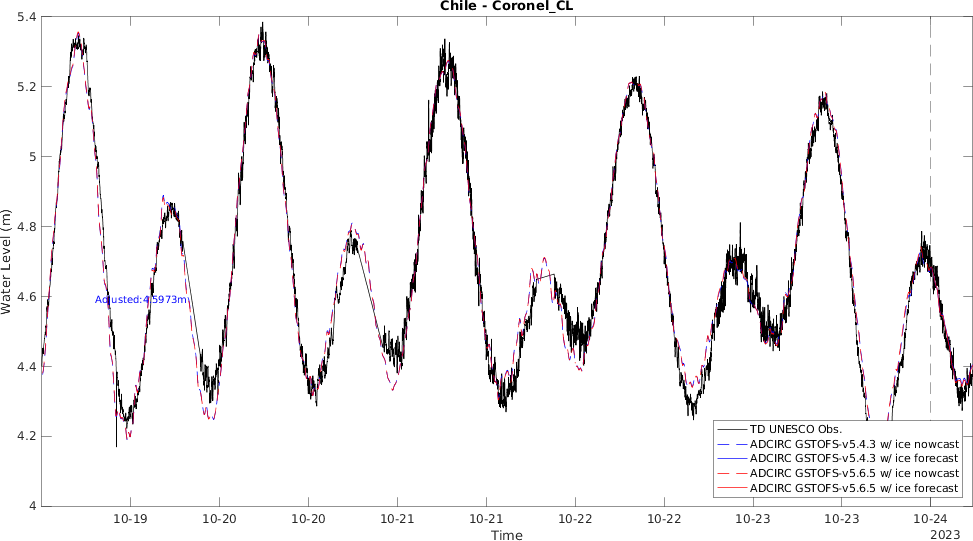 Chile - Coronel_CL
5.4
5.2
5
4.8
4.6
4.4
4.2
4
Water Level (m)
Adjusted:4.5973m
TD UNESCO Obs.
ADCIRC GSTOFS-v5.4.3 w/ ice nowcast
ADCIRC GSTOFS-v5.4.3 w/ ice forecast
ADCIRC GSTOFS-v5.6.5 w/ ice nowcast
ADCIRC GSTOFS-v5.6.5 w/ ice forecast
10-19 10-20 10-20 10-21 10-21 10-22 10-22 10-23 10-23 10-24
Time
2023